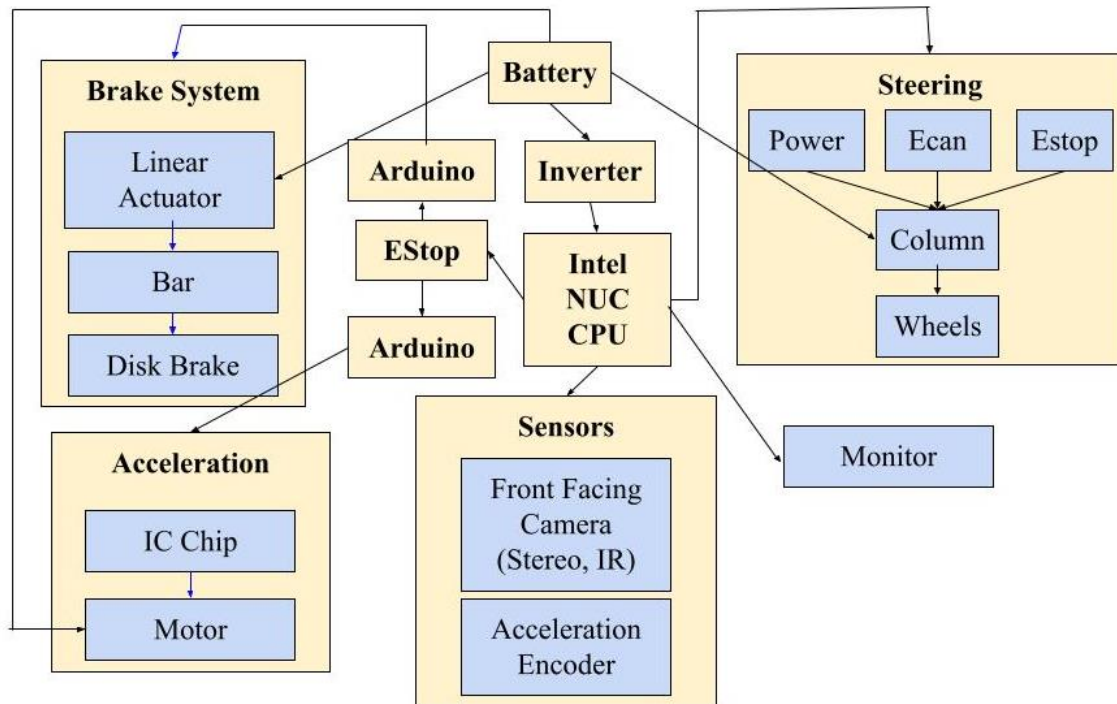 Battery
Brake System
Linear
Actuator
Bar
Disk Brake
Arduino
EStop
Arduino
Inverter
Intel
NUC
CPU
Steering
Power
Ecan
Estop
Column
Wheels
Acceleration
IC Chip
Motor
Sensors
Front Facing
Camera
(Stereo, IR)
Acceleration
Encoder
Monitor